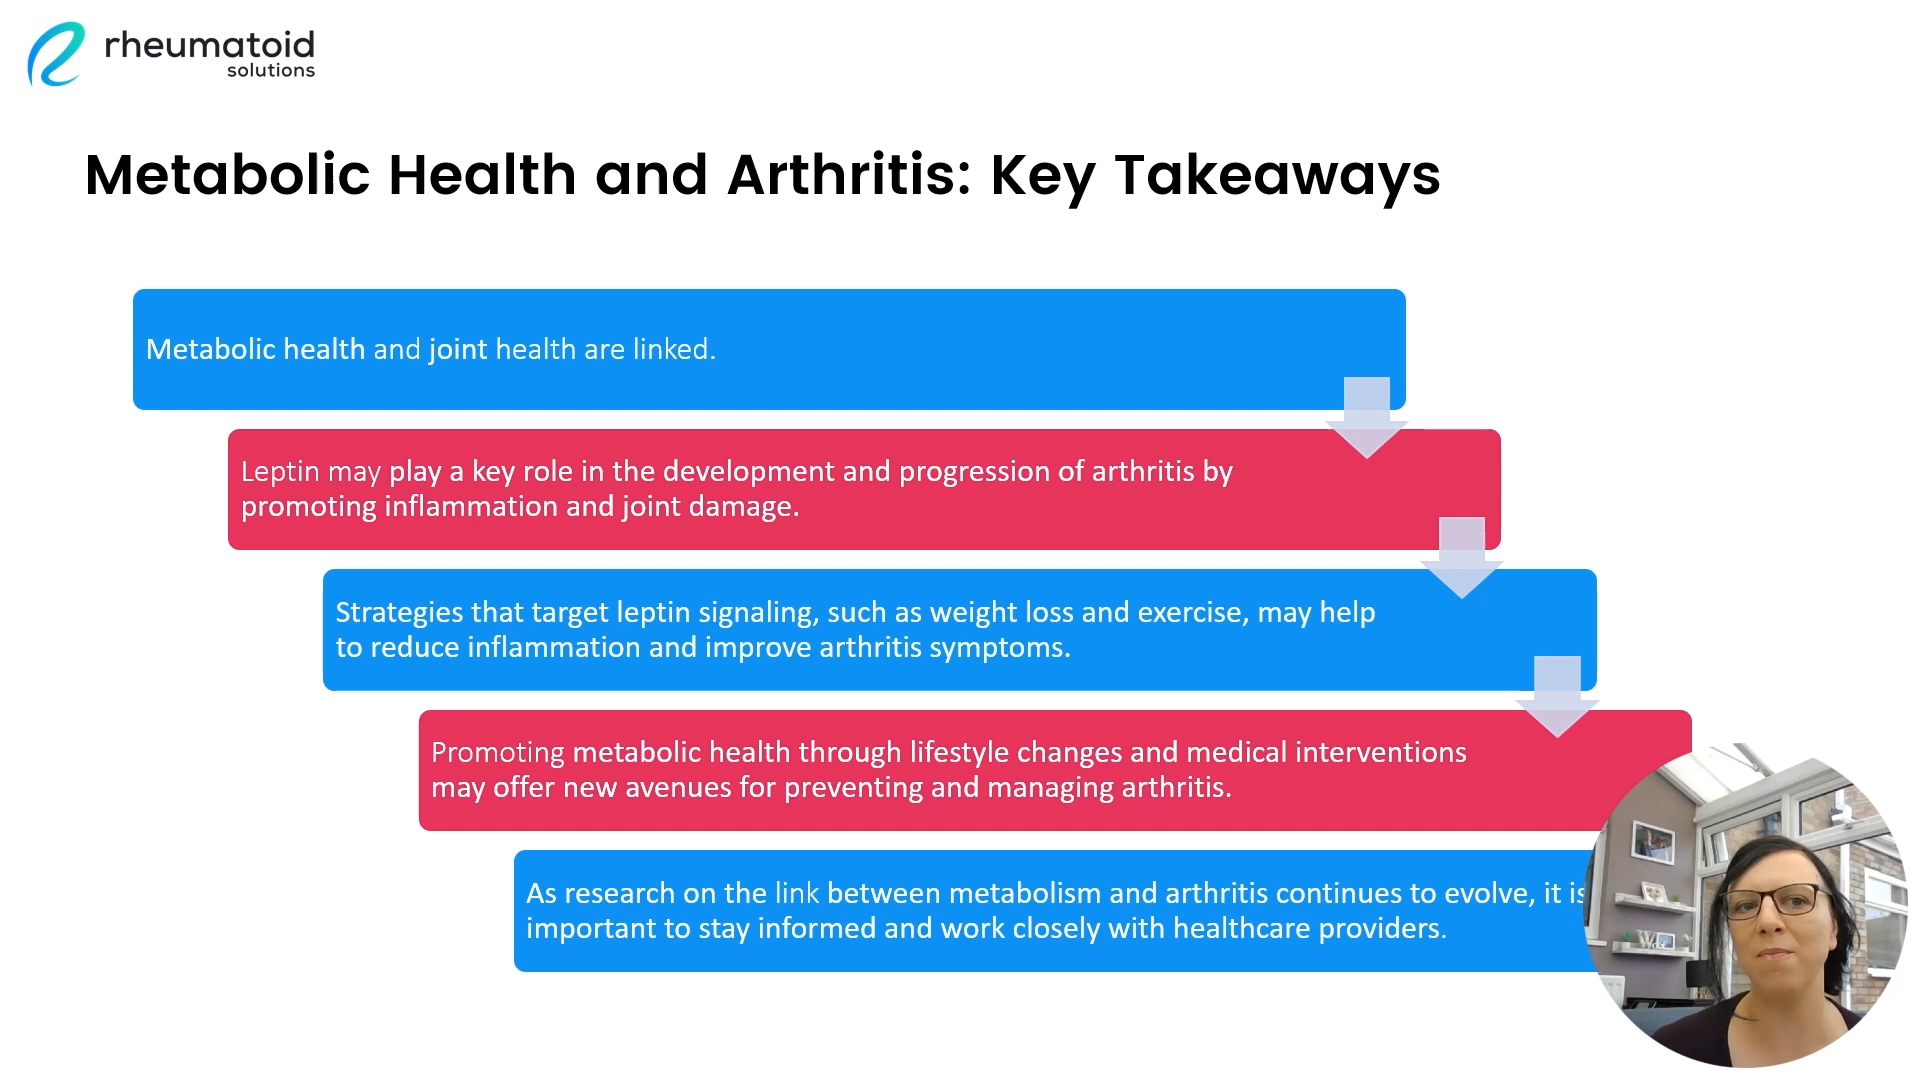 rheumatoid
solutions
Metabolic Health and Arthritis: Key Takeaways
Metabolic health and joint health are linked.
Leptin may play a key role in the development and progression of arthritis by
promoting inflammation and joint damage.
Strategies that target leptin signaling, such as weight loss and exercise, may help
to reduce inflammation and improve arthritis symptoms.
Promoting metabolic health through lifestyle changes and medical interventions
may offer new avenues for preventing and managing arthritis.
As research on the link between metabolism and arthritis continues to evolve, it is
important to stay informed and work closely with healthcare providers.